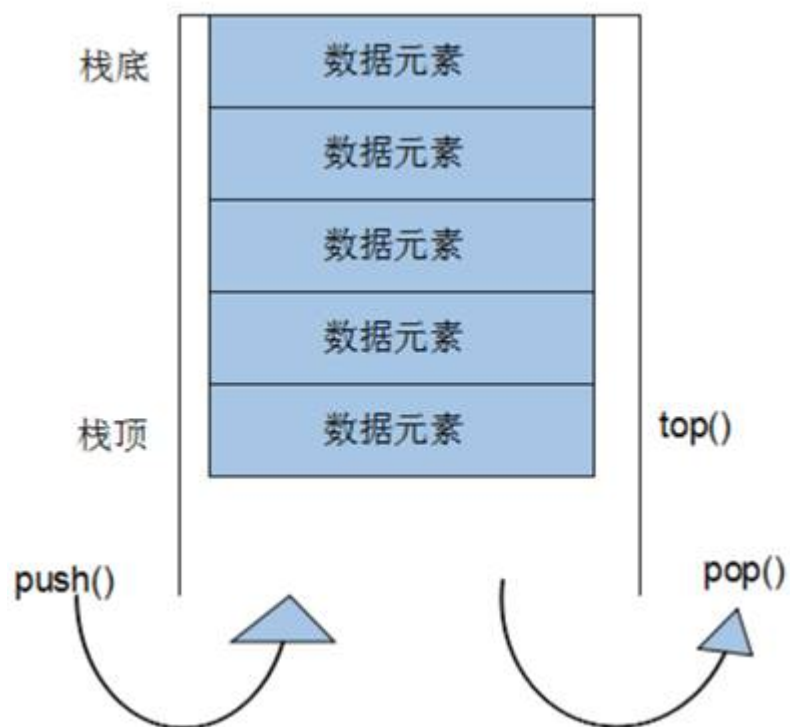 栈底
数据元素
数据元素
数据元素
数据元素
栈顶
数据元素
top()
push()
pop()